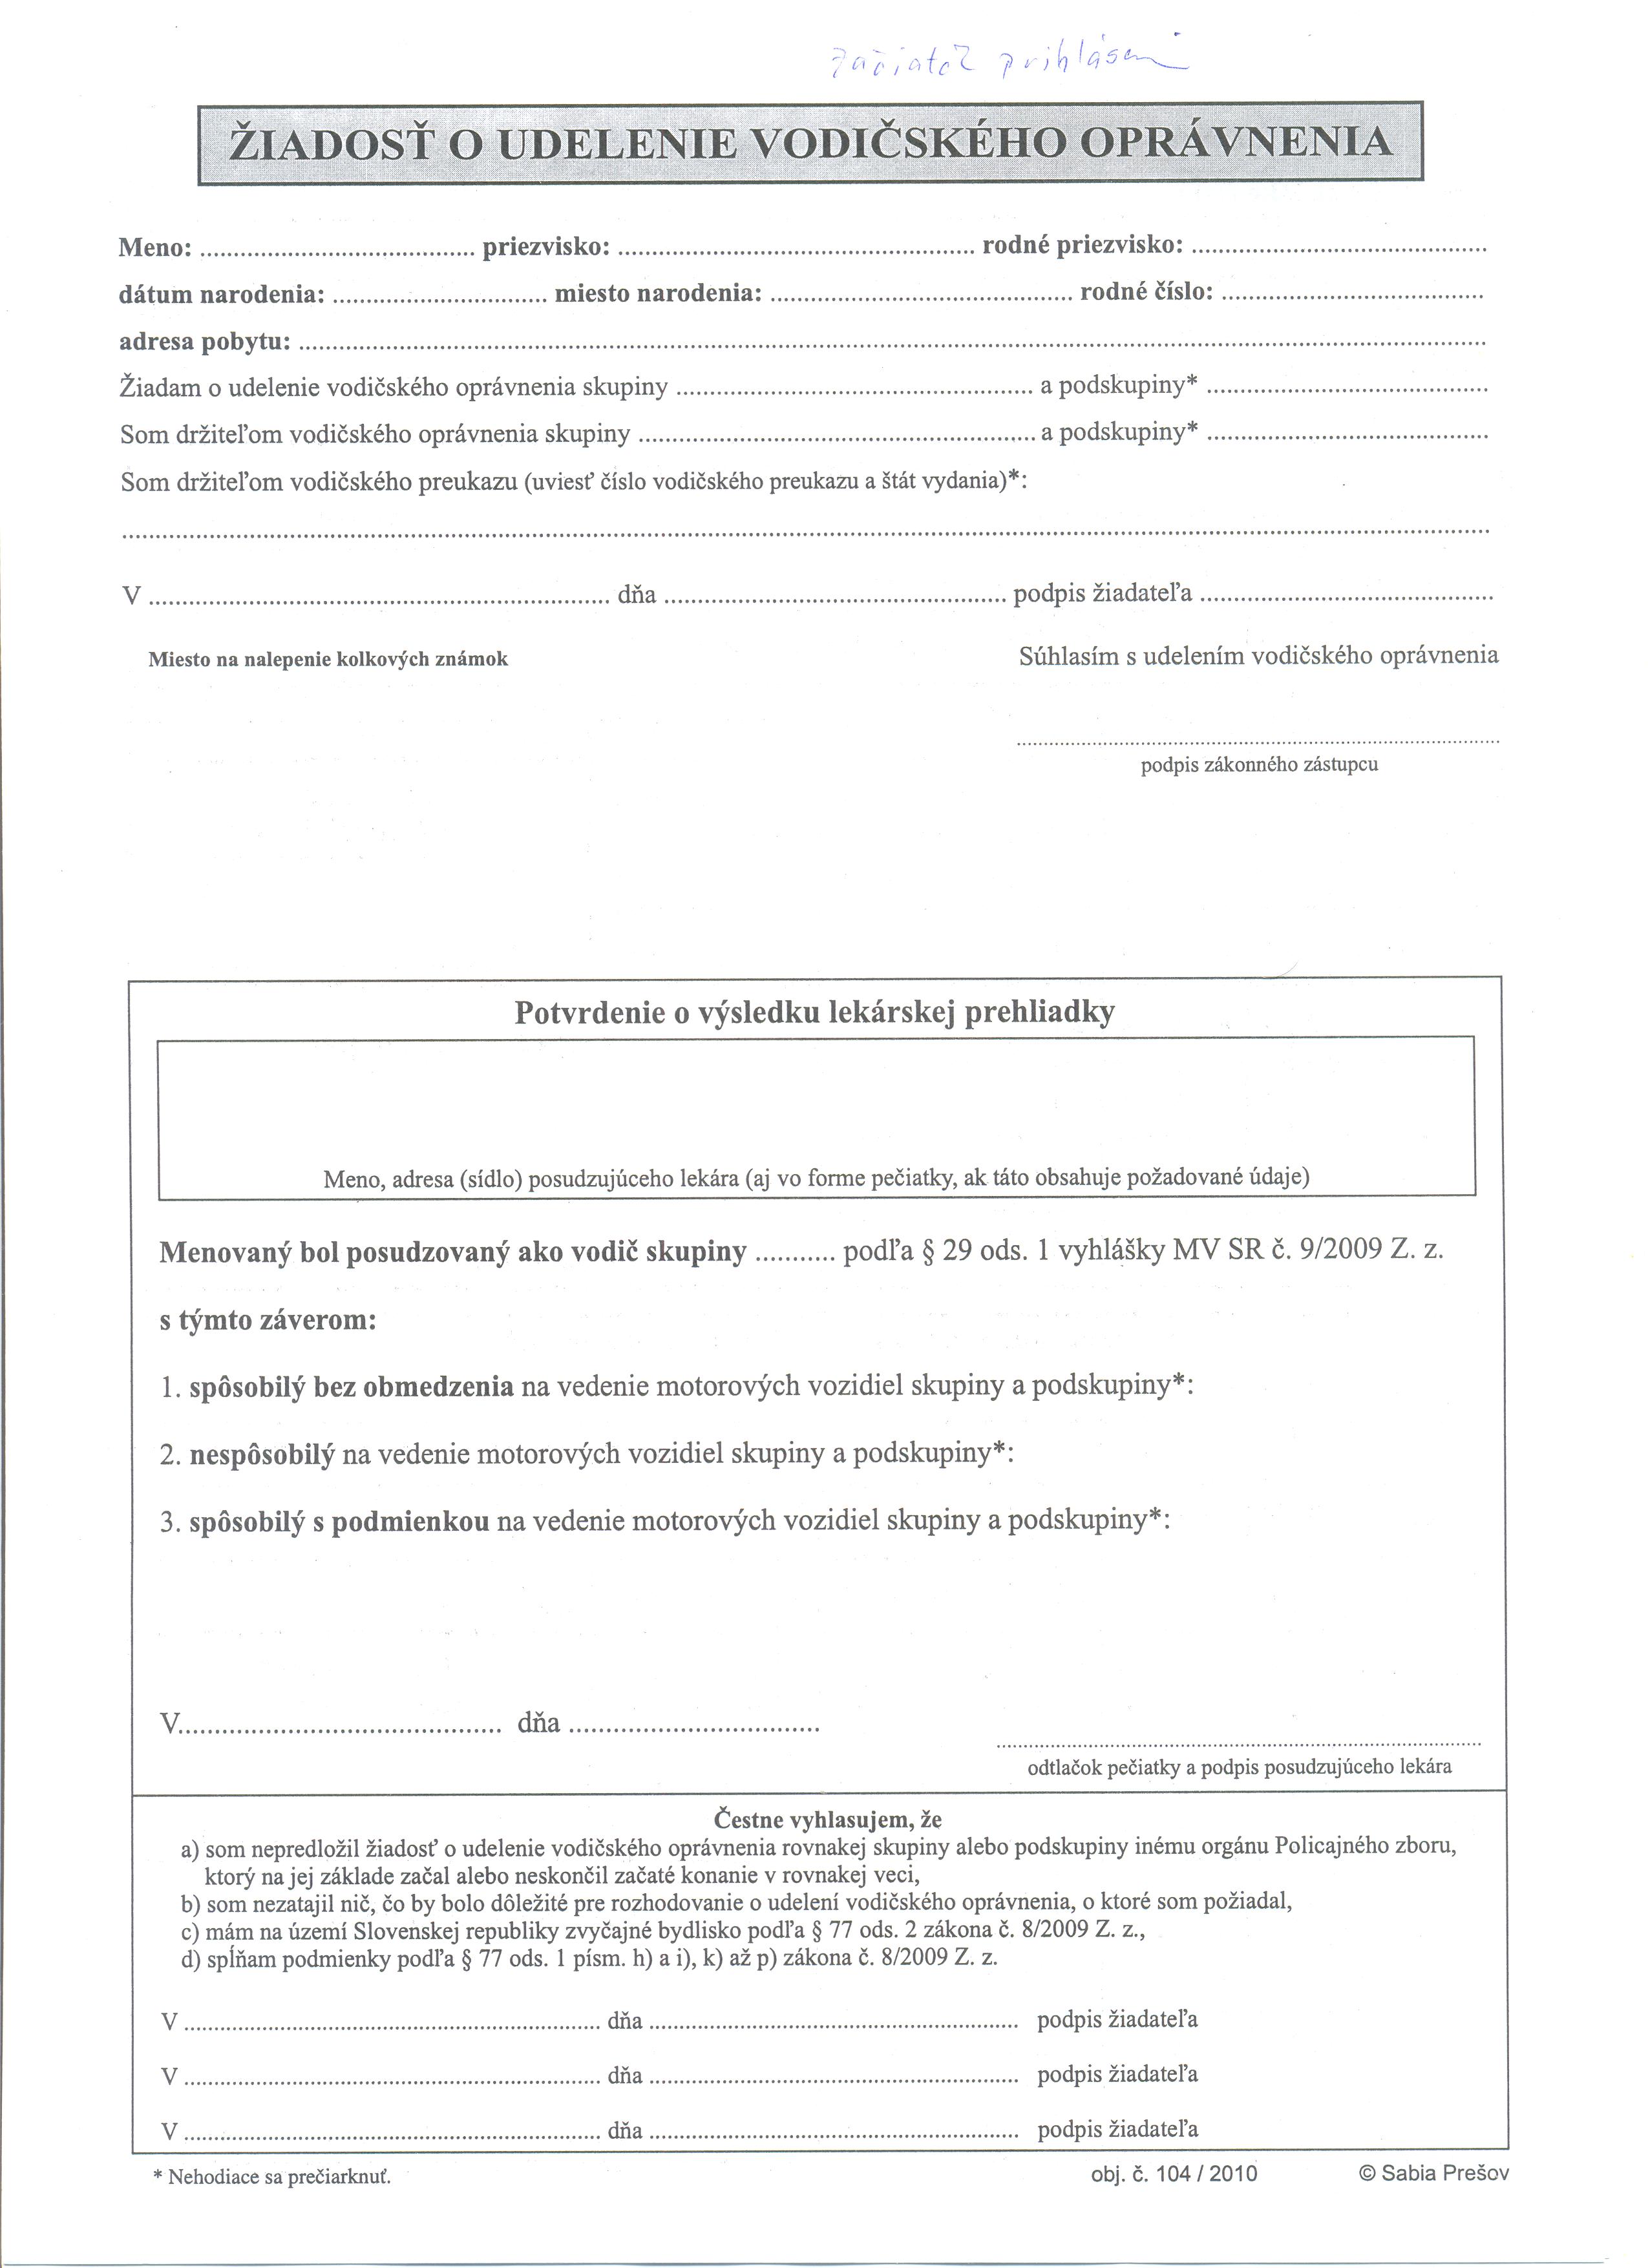 začiatok prihlásení
ŽIADOSŤ O UDELENIE VODIČSKÉHO OPRÁVNENIA
Meno: ........................................ priezvisko: .................................................... rodné priezvisko: ...........................................
dátum narodenia: ............................... miesto narodenia: ............................................ rodné číslo: ......................................
adresa pobytu: ..............................................................................................................................
Žiadam o udelenie vodičského oprávnenia skupiny .................................................... a podskupiny* .........................................
Som držiteľom vodičského oprávnenia skupiny .......................................................... a podskupiny* .........................................
Som držiteľom vodičského preukazu (uviesť číslo vodičského preukazu a štát vydania)*:
..............................................................................................................................
V .................................................................... dňa .................................................. podpis žiadateľa ...........................................
Miesto na nalepenie kolkových známok Súhlasím s udelením vodičského oprávnenia
......................................................................
podpis zákonného zástupcu
Potvrdenie o výsledku lekárskej prehliadky
Meno, adresa (sídlo) posudzujúceho lekára (aj vo forme pečiatky, ak táto obsahuje požadované údaje)
Menovaný bol posudzovaný ako vodič skupiny ........... podľa § 29 ods. 1 vyhlášky MV SR č. 9/2009 Z. z.
s týmto záverom:
1. spôsobilý bez obmedzenia na vedenie motorových vozidiel skupiny a podskupiny*:
2. nespôsobilý na vedenie motorových vozidiel skupiny a podskupiny*:
3. spôsobilý s podmienkou na vedenie motorových vozidiel skupiny a podskupiny*:
V............................................ dňa ..................................
......................................................................
odtlačok pečiatky a podpis posudzujúceho lekára
Čestne vyhlasujem, že
a) som nepredložil žiadosť o udelenie vodičského oprávnenia rovnakej skupiny alebo podskupiny inému orgánu Policajného zboru,
ktorý na jej základe začal alebo neskončil začaté konanie v rovnakej veci,
b) som nezatajil nič, čo by bolo dôležité pre rozhodovanie o udelení vodičského oprávnenia, o ktoré som požiadal,
c) mám na území Slovenskej republiky zvyčajné bydlisko podľa § 77 ods. 2 zákona č. 8/2009 Z. z.,
d) spĺňam podmienky podľa § 77 ods. 1 písm. h) a i), k) až p) zákona č. 8/2009 Z. z.
V ............................................................. dňa ...................................................... podpis žiadateľa
V ............................................................. dňa ...................................................... podpis žiadateľa
V ............................................................. dňa ...................................................... podpis žiadateľa
* Nehodiace sa prečiarknuť. obj. č. 104 / 2010 © Sabia Prešov